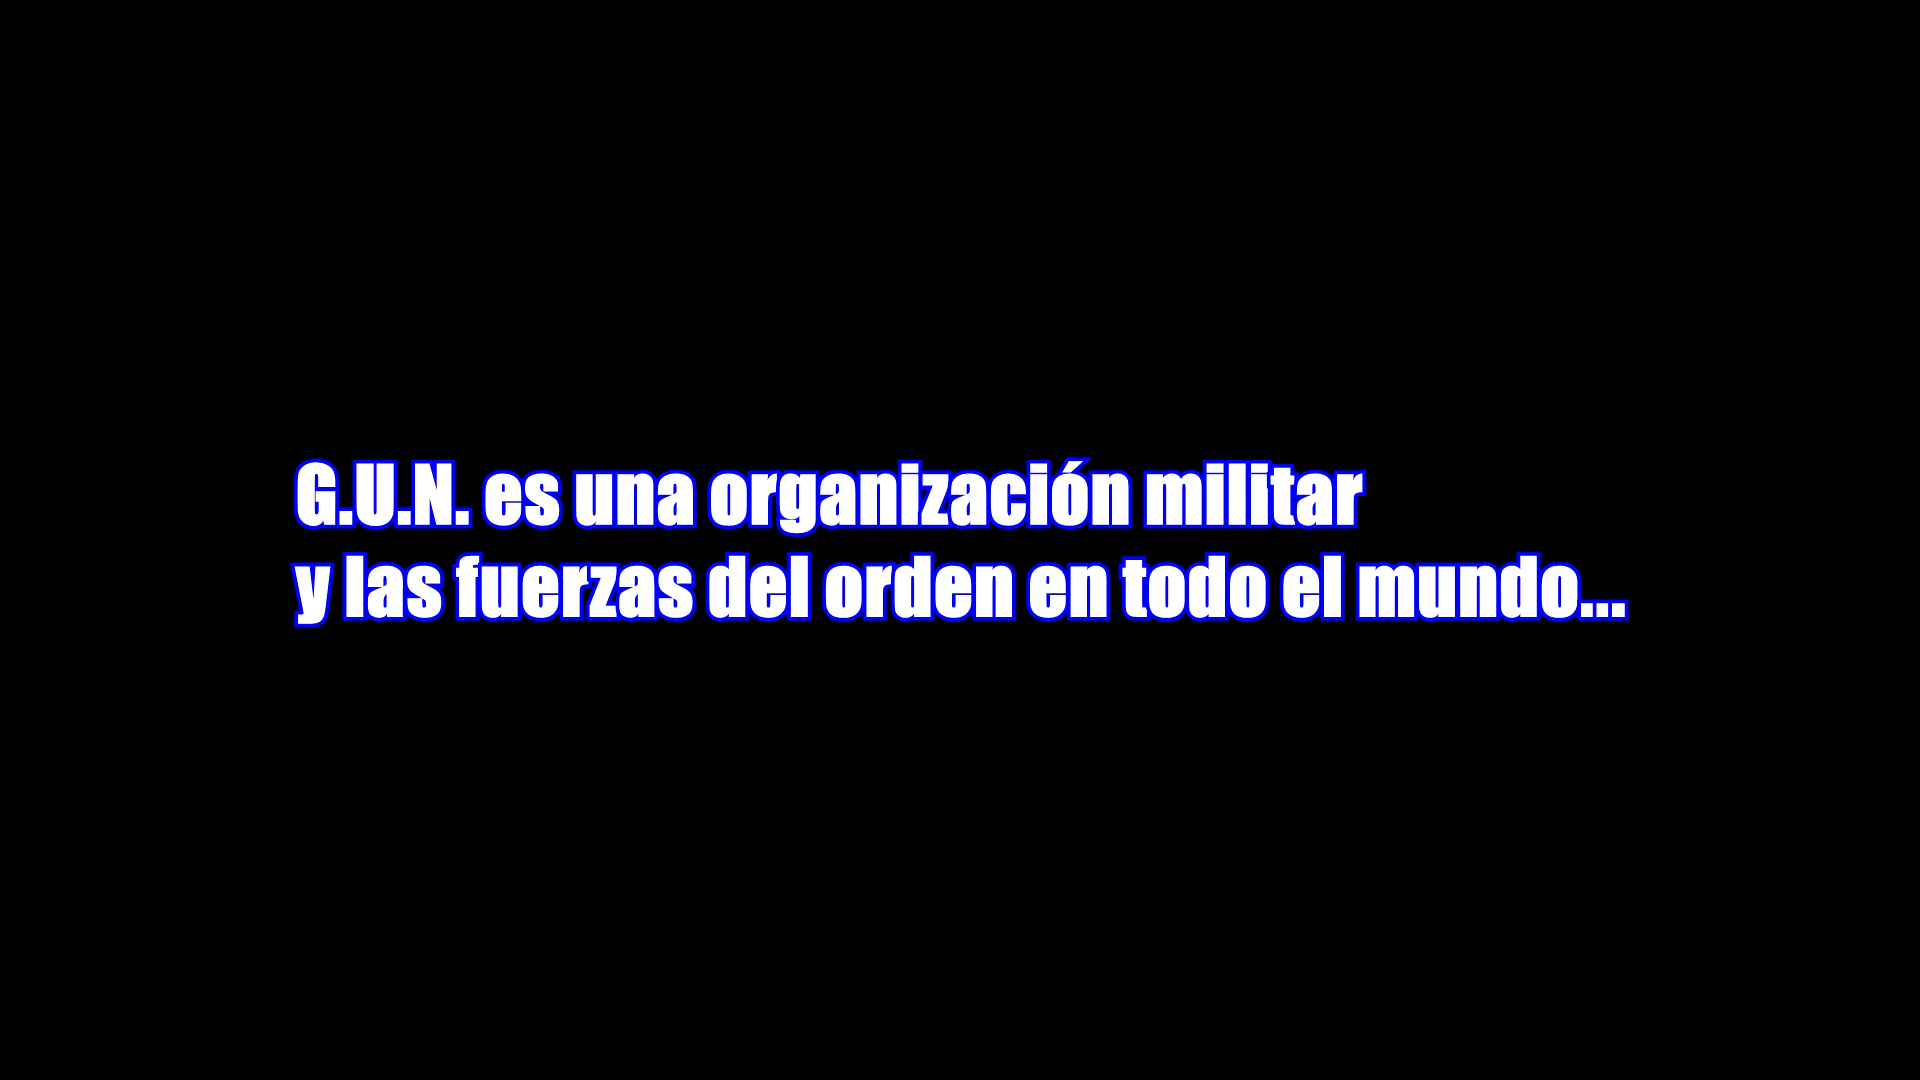 G.U.N. es una organización militar
y las fuerzas del orden en todo el mundo...